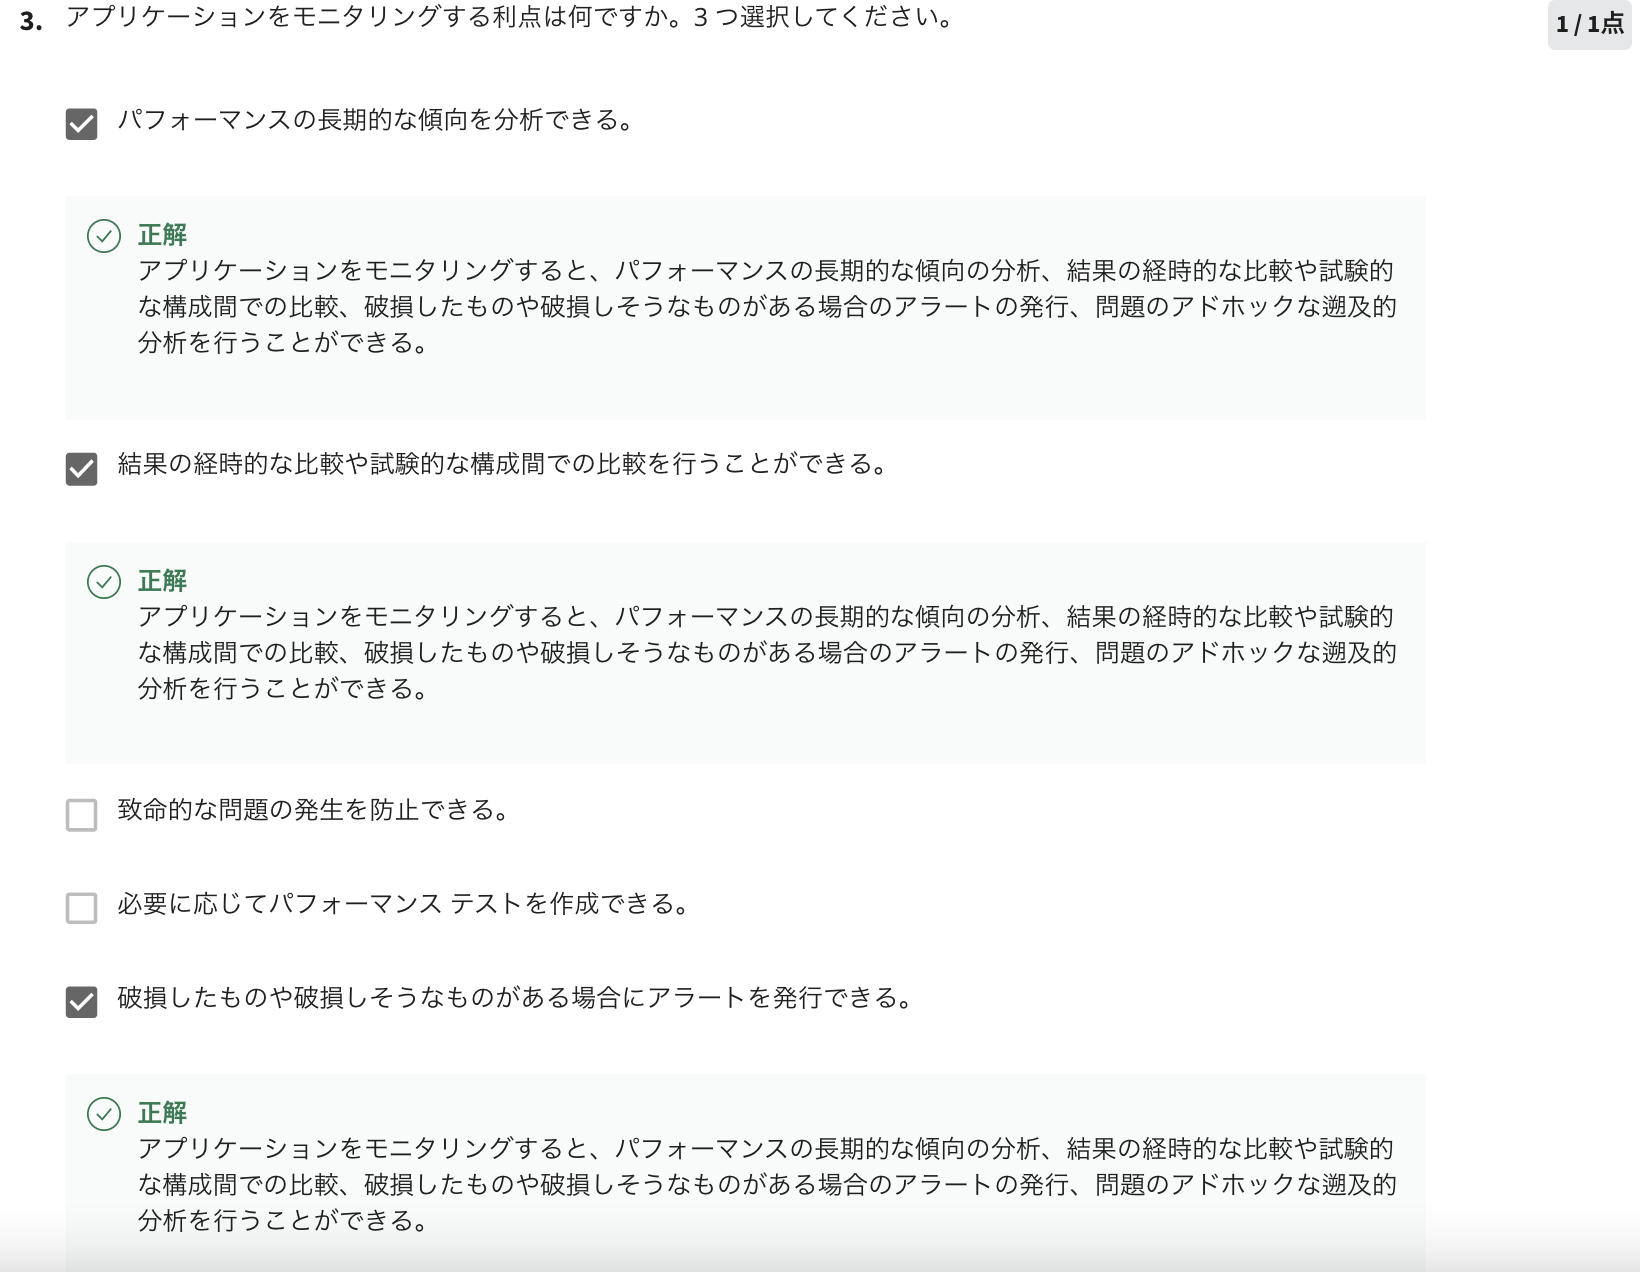 3. アプリケーションをモニタリングする利点は何ですか。3 つ選択してください。
1 / 1点
パフォーマンスの長期的な傾向を分析できる。
正解
アプリケーションをモニタリングすると、パフォーマンスの長期的な傾向の分析、結果の経時的な比較や試験的
な構成間での比較、破損したものや破損しそうなものがある場合のアラートの発行、問題のアドホックな遡及的
分析を行うことができる。
結果の経時的な比較や試験的な構成間での比較を行うことができる。
正解
アプリケーションをモニタリングすると、パフォーマンスの長期的な傾向の分析、結果の経時的な比較や試験的
な構成間での比較、破損したものや破損しそうなものがある場合のアラートの発行、問題のアドホックな遡及的
分析を行うことができる。
致命的な問題の発生を防止できる。
必要に応じてパフォーマンス テストを作成できる。
破損したものや破損しそうなものがある場合にアラートを発行できる。
正解
アプリケーションをモニタリングすると、パフォーマンスの長期的な傾向の分析、結果の経時的な比較や試験的
な構成間での比較、破損したものや破損しそうなものがある場合のアラートの発行、問題のアドホックな遡及的
分析を行うことができる。